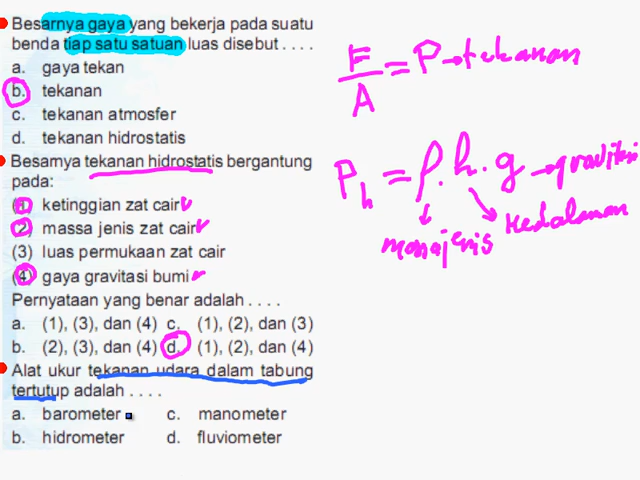 Besarnya gaya yang bekerja pada suatu
benda tiap satu satuan luas disebut . . . .
a. gaya tekan
b. tekanan
c. tekanan atmosfer
d. tekanan hidrostatis
Besarnya tekanan hidrostatis bergantung
pada:
(1) ketinggian zat cair
(2) massa jenis zat cair
(3) luas permukaan zat cair
(4) gaya gravitasi bumi
Pernyataan yang benar adalah . . . .
a. (1), (3), dan (4) c. (1), (2), dan (3)
b. (2), (3), dan (4) d. (1), (2), dan (4)
Alat ukur tekanan udara dalam tabung
tertutup adalah . . . .
a. barometer c. manometer
b. hidrometer d. fluviometer
F/A = P → tekanan
Ph = ρ . h . g → gravitasi
kedalaman
massajenis